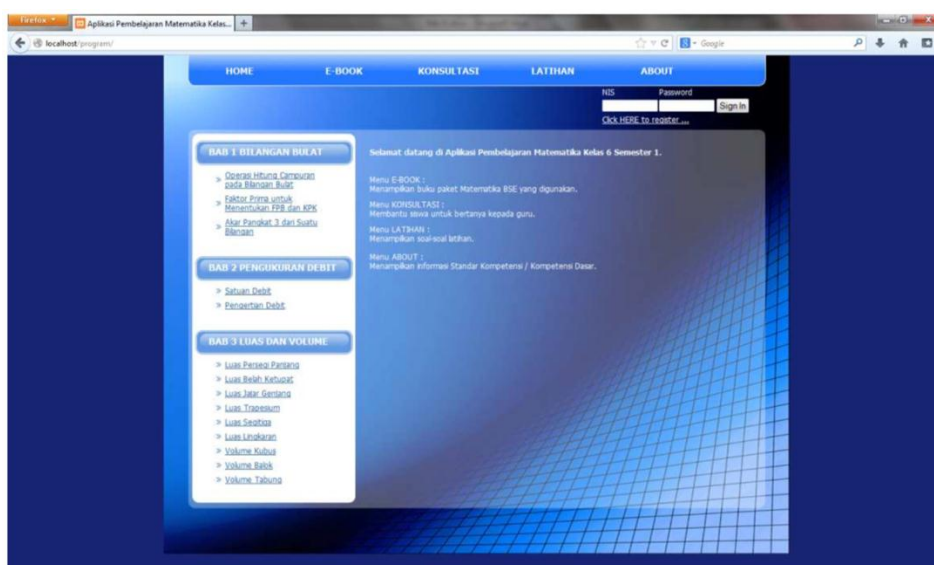 Firefox
Aplikasi Pembelajaran Matematika Kelas...
localhost/program/
Google
HOME E-BOOK KONSULTASI LATIHAN ABOUT
NIS Password
Sign In
Click HERE to register ...
BAB 1 BILANGAN BULAT
» Operasi Hitung Campuran
pada Bilangan Bulat
» Faktor Prima untuk
Menentukan FPB dan KPK
» Akar Pangkat 3 dari Suatu
Bilangan
BAB 2 PENGUKURAN DEBIT
» Satuan Debit
» Pengertian Debit
BAB 3 LUAS DAN VOLUME
» Luas Persegi Panjang
» Luas Belah Ketupat
» Luas Jajar Genjang
» Luas Trapesium
» Luas Segitiga
» Luas Lingkaran
» Volume Kubus
» Volume Balok
» Volume Tabung
Selamat datang di Aplikasi Pembelajaran Matematika Kelas 6 Semester 1.
Menu E-BOOK :
Menampilkan buku paket Matematika BSE yang digunakan.
Menu KONSULTASI :
Membantu siswa untuk bertanya kepada guru.
Menu LATIHAN :
Menampilkan soal-soal latihan.
Menu ABOUT :
Menampilkan informasi Standar Kompetensi / Kompetensi Dasar.